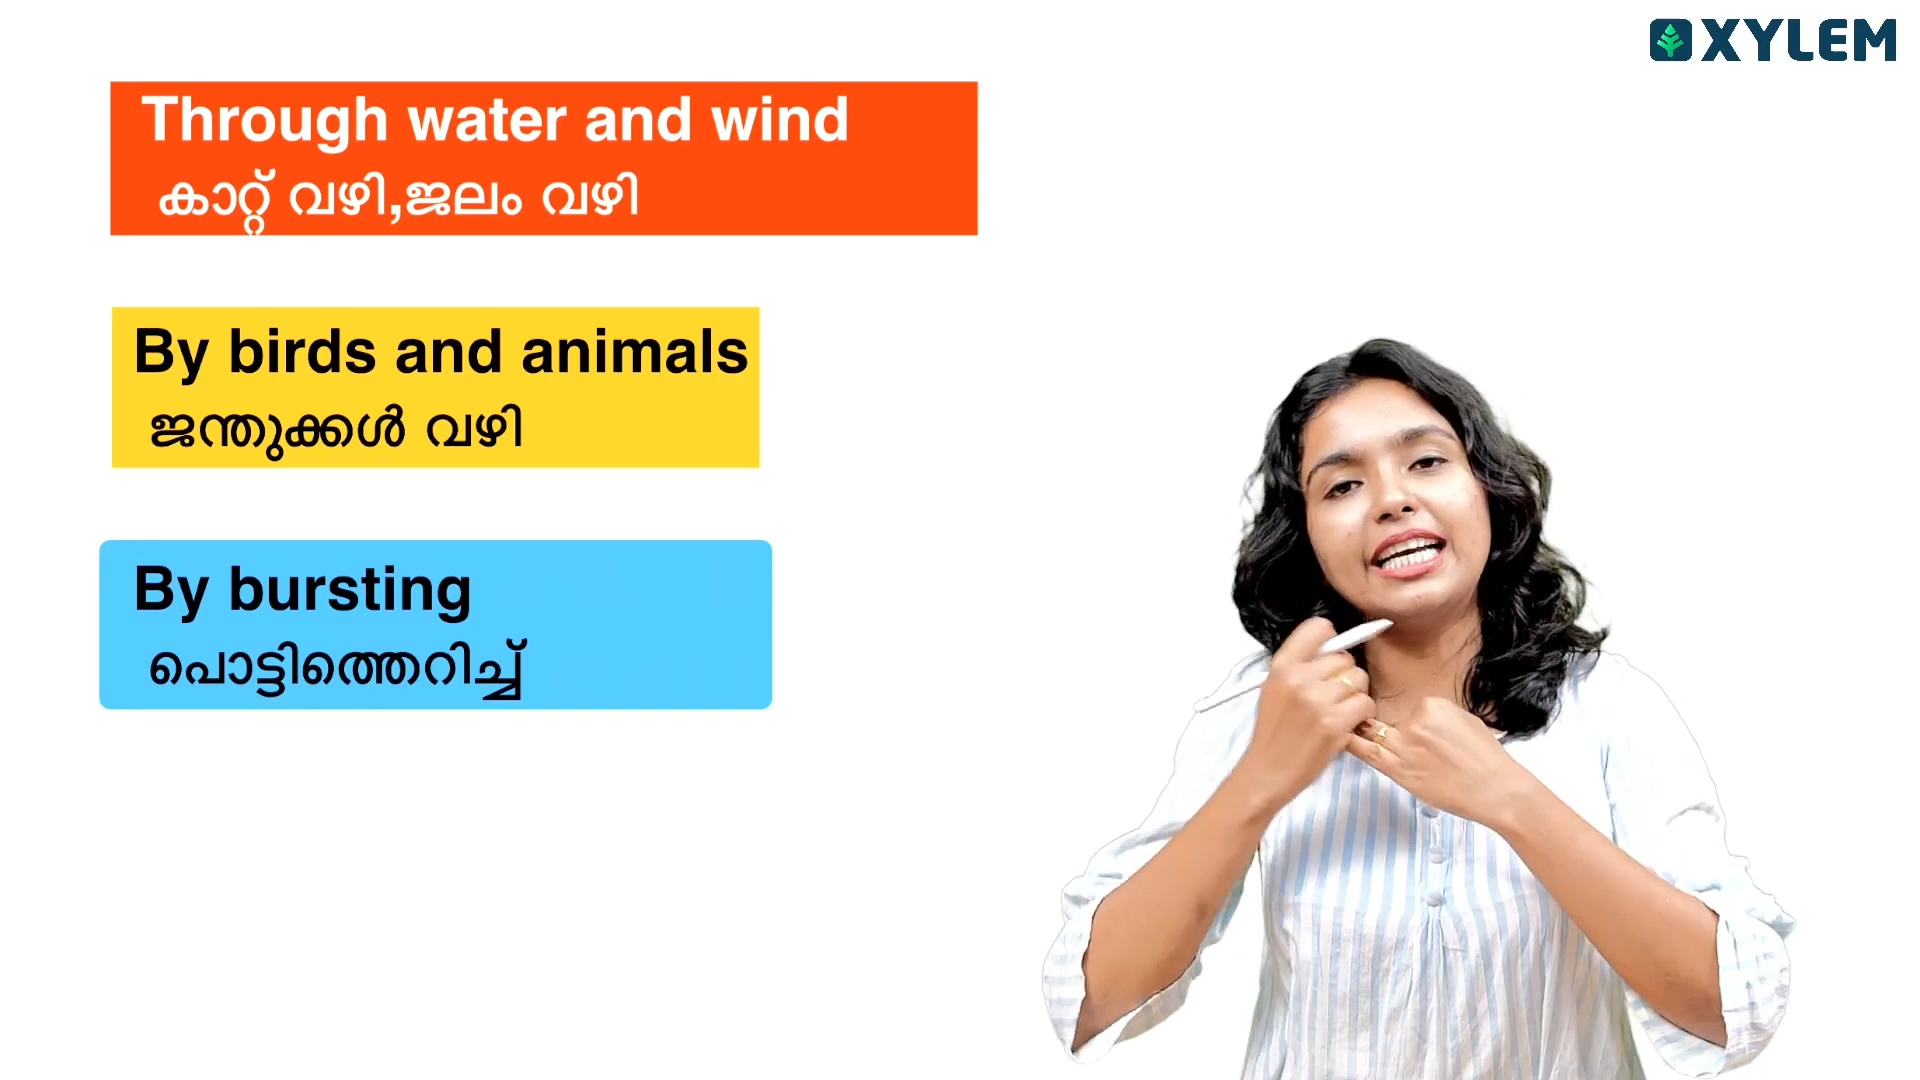 XYLEM
Through water and wind
കാറ്റ് വഴി,ജലം വഴി
By birds and animals
ജന്തുക്കൾ വഴി
By bursting
പൊട്ടിത്തെറിച്ച്